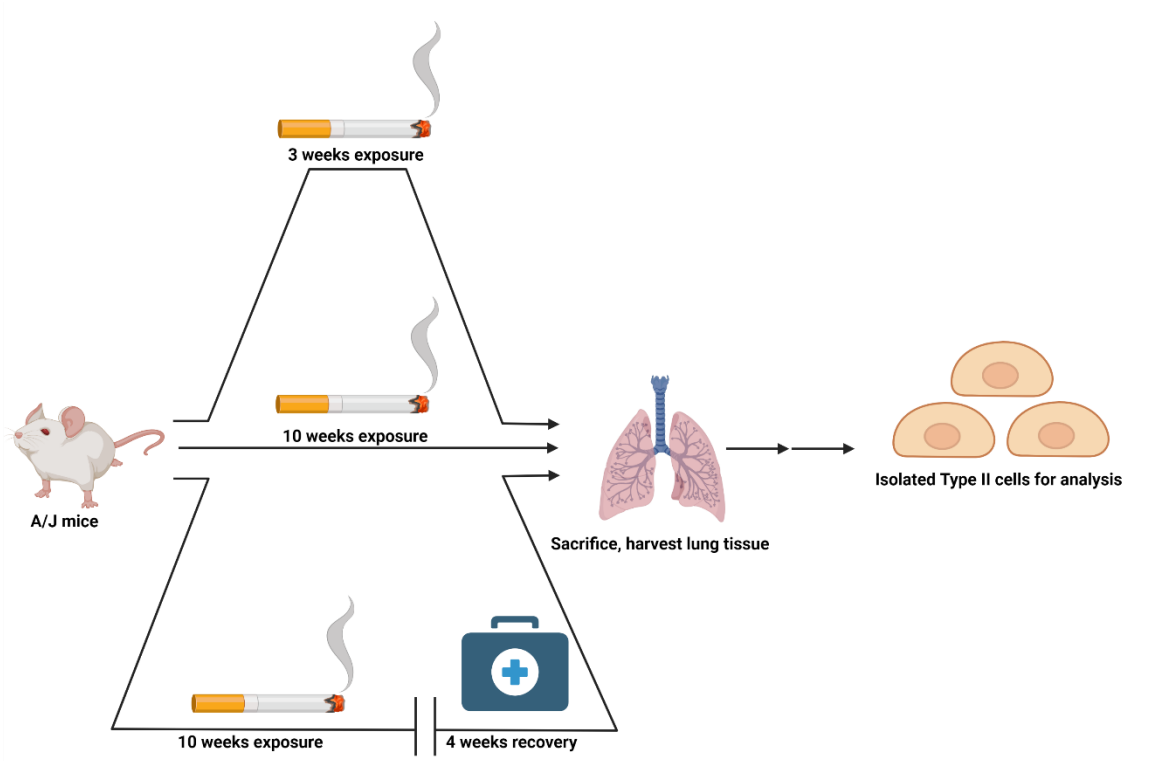 3 weeks exposure
10 weeks exposure
A/J mice
Isolated Type II cells for analysis
Sacrifice, harvest lung tissue
10 weeks exposure
4 weeks recovery